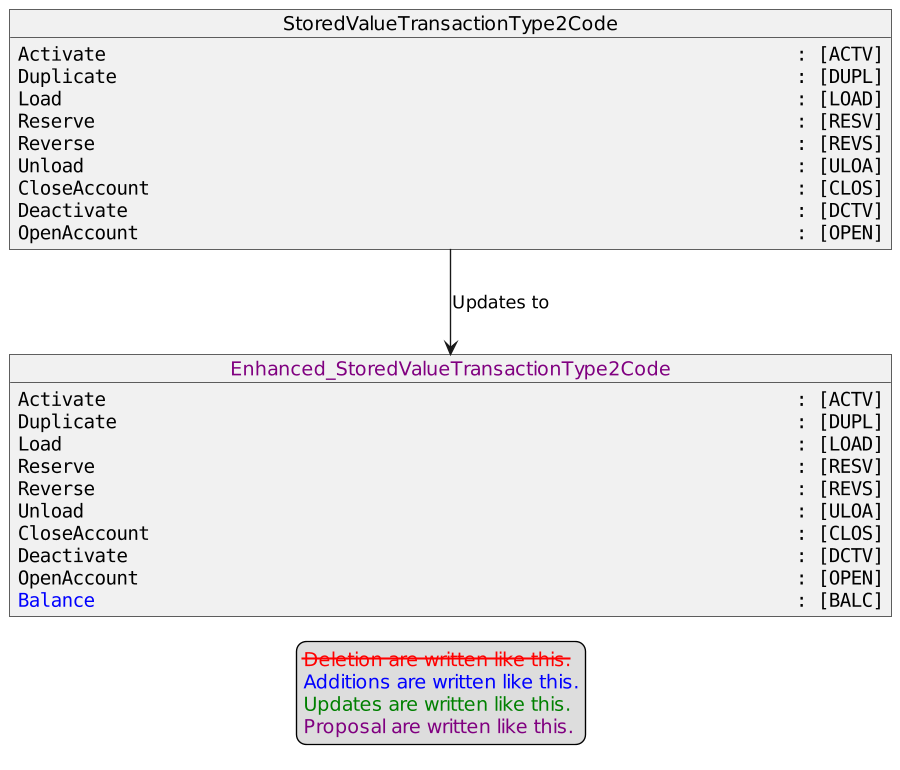 StoredValueTransactionType2Code
Activate : [ACTV]
Duplicate : [DUPL]
Load : [LOAD]
Reserve : [RESV]
Reverse : [REVS]
Unload : [ULOA]
CloseAccount : [CLOS]
Deactivate : [DCTV]
OpenAccount : [OPEN]
Updates to
Enhanced_StoredValueTransactionType2Code
Activate : [ACTV]
Duplicate : [DUPL]
Load : [LOAD]
Reserve : [RESV]
Reverse : [REVS]
Unload : [ULOA]
CloseAccount : [CLOS]
Deactivate : [DCTV]
OpenAccount : [OPEN]
Balance : [BALC]
Deletion are written like this.
Additions are written like this.
Updates are written like this.
Proposal are written like this.